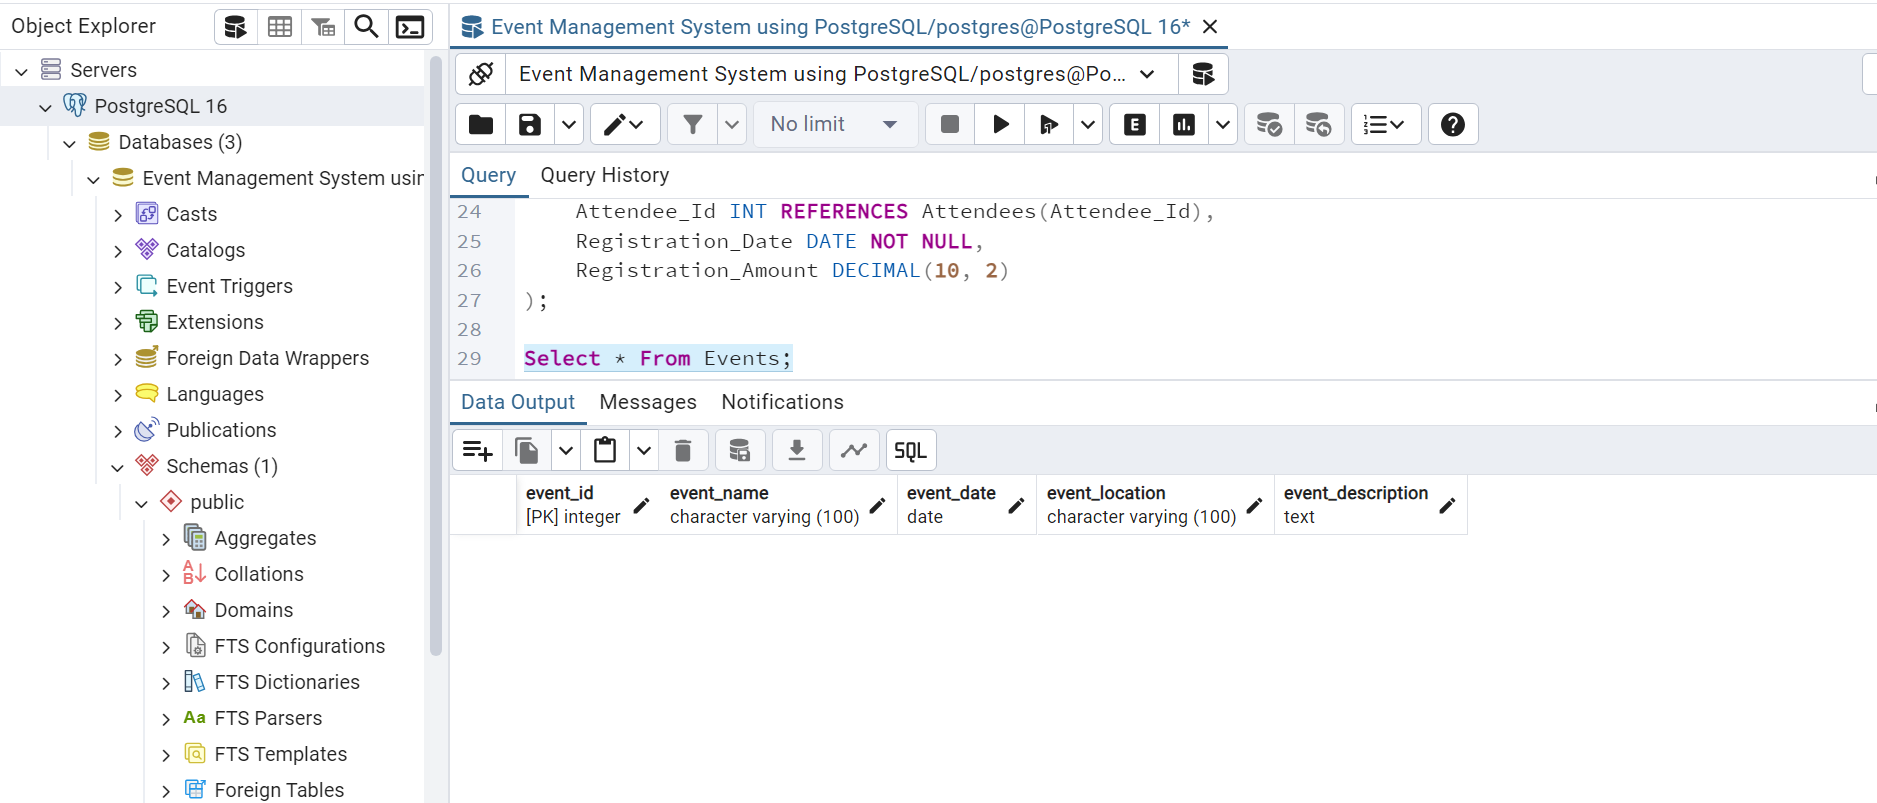 Object Explorer
Servers
PostgreSQL 16
Databases (3)
Event Management System usin
Casts
Catalogs
Event Triggers
Extensions
Foreign Data Wrappers
Languages
Publications
Schemas (1)
public
Aggregates
Collations
Domains
FTS Configurations
FTS Dictionaries
Aa FTS Parsers
FTS Templates
Foreign Tables
Event Management System using PostgreSQL/postgres@PostgreSQL 16*
Event Management System using PostgreSQL/postgres@Po...
No limit
E
Query Query History
24 Attendee_Id INT REFERENCES Attendees(Attendee_Id),
25 Registration_Date DATE NOT NULL,
26 Registration_Amount DECIMAL(10, 2)
27 );
28
29 Select * From Events;
Data Output Messages Notifications
SQL
event_id event_name event_date event_location event_description
[PK] integer character varying (100) date character varying (100) text